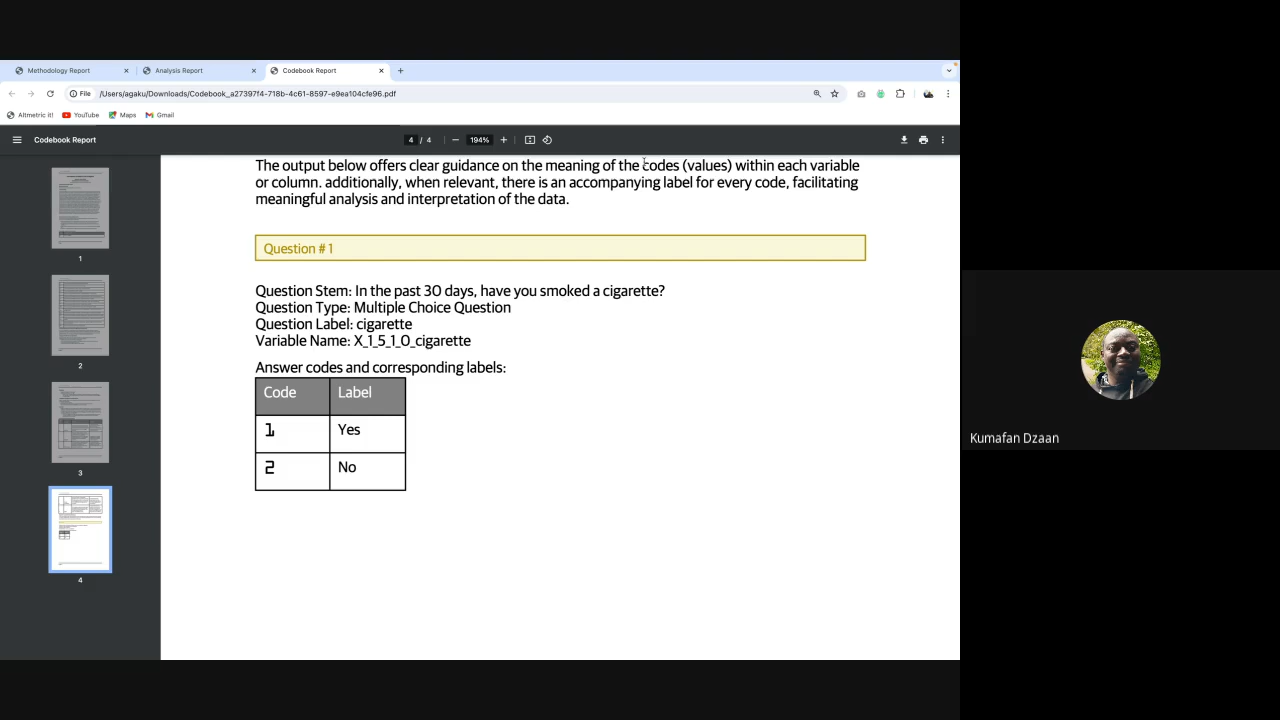 Methodology Report
Analysis Report
Codebook Report
File
/Users/agaku/Downloads/Codebook_a27397f4-718b-4c61-8597-e9ea104cfe96.pdf
Altmetric it!
YouTube
Maps
Gmail
Codebook Report
4 / 4
194%
1
2
3
4
The output below offers clear guidance on the meaning of the codes (values) within each variable
or column. additionally, when relevant, there is an accompanying label for every code, facilitating
meaningful analysis and interpretation of the data.
Question # 1
Question Stem: In the past 30 days, have you smoked a cigarette?
Question Type: Multiple Choice Question
Question Label: cigarette
Variable Name: X_1_5_1_0_cigarette
Answer codes and corresponding labels:
Code Label
1 Yes
2 No
Kumafan Dzaan